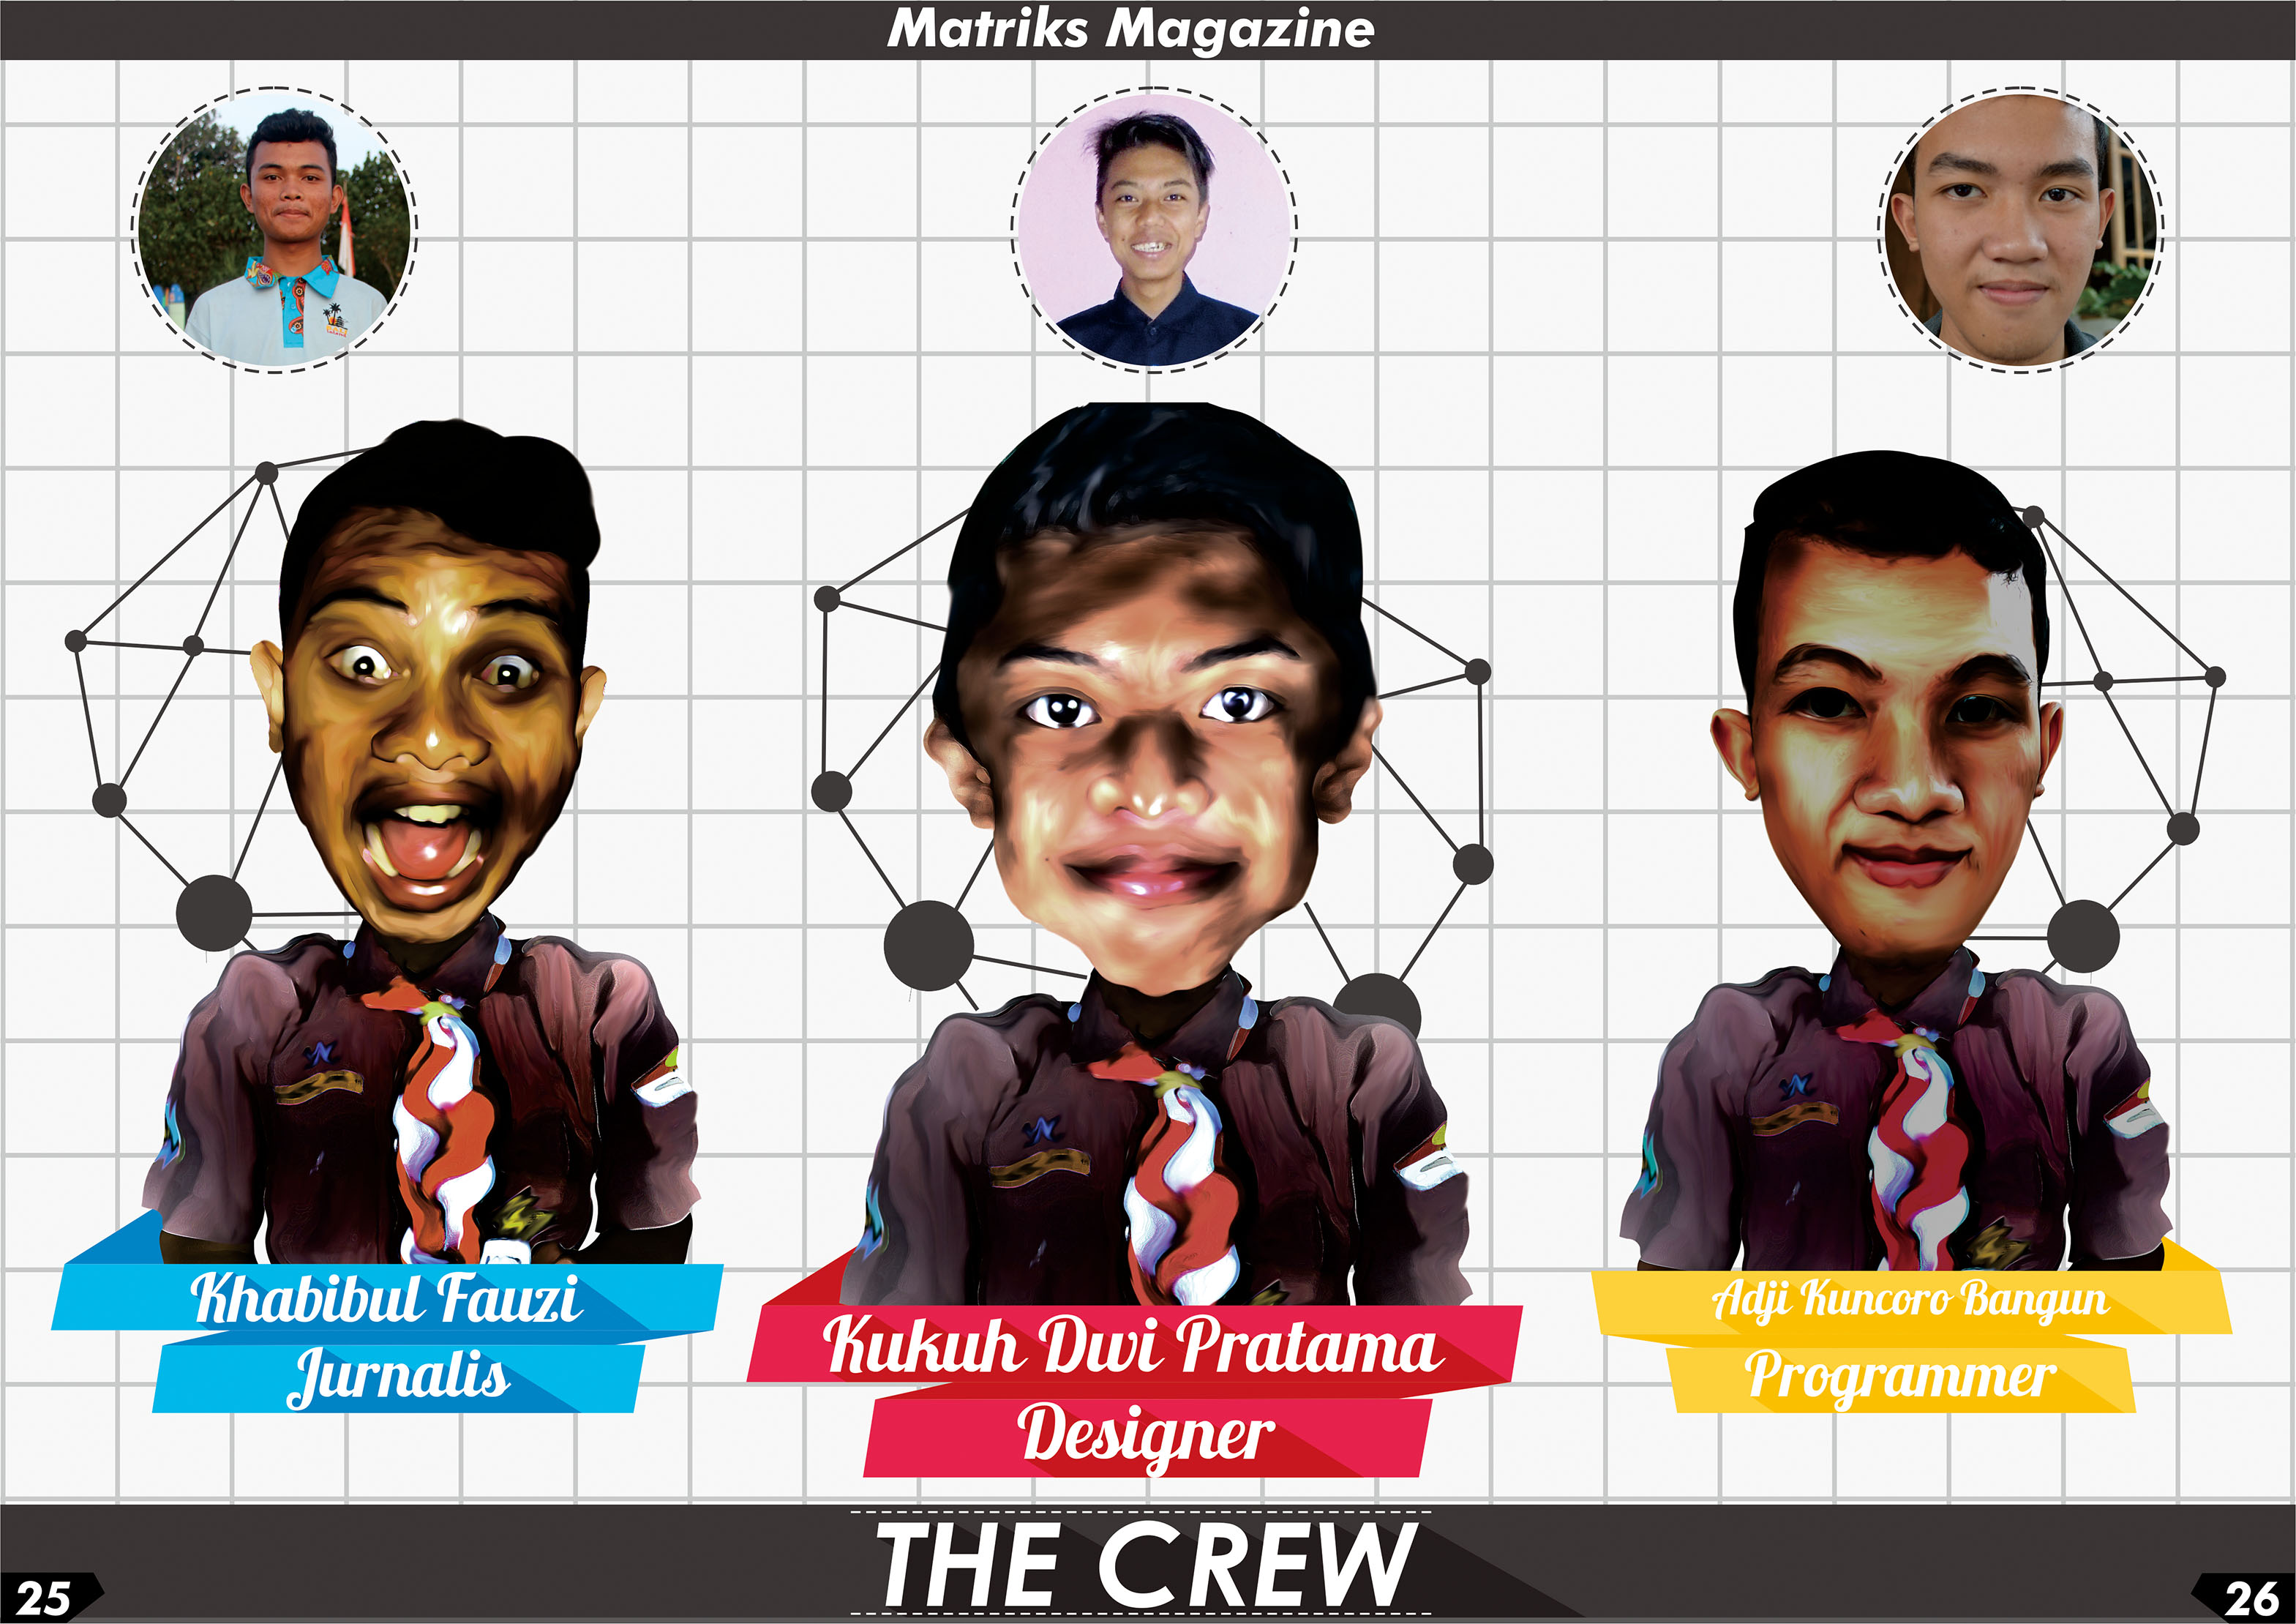 Matriks Magazine
Khabibul Fauzi
Jurnalis
Kukuh Dwi Pratama
Designer
Adji Kuncoro Bangun
Programmer
THE CREW
25
26